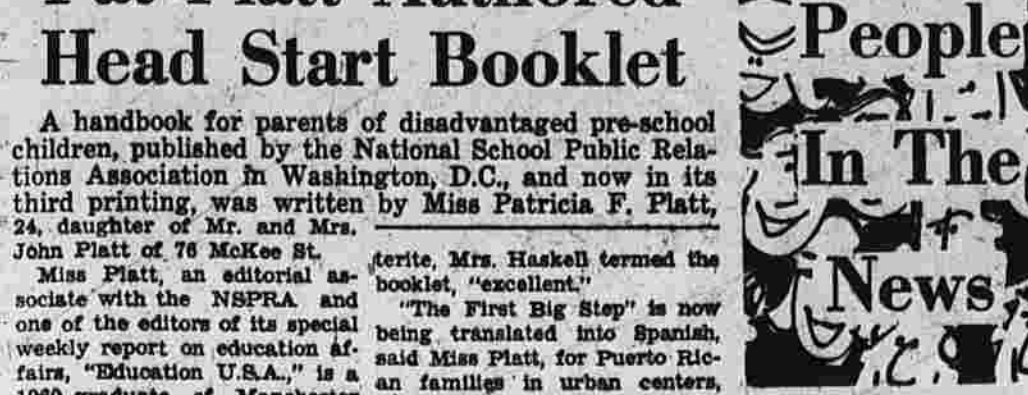 Head Start Booklet
A handbook for parents of disadvantaged pre-school
children, published by the National School Public Rela-
tions Association in Washington, D.C., and now in its
third printing, was written by Miss Patricia F. Platt,
24, daughter of Mr. and Mrs.
John Platt of 76 McKee St.
Miss Platt, an editorial as-
sociate with the NSPRA and
one of the editors of its special
weekly report on education af-
fairs, "Education U.S.A.," is a
terite, Mrs. Haskell termed the
booklet, "excellent."
"The First Big Step" is now
being translated into Spanish,
said Miss Platt, for Puerto Ric-
an families in urban centers,
People
In The
News